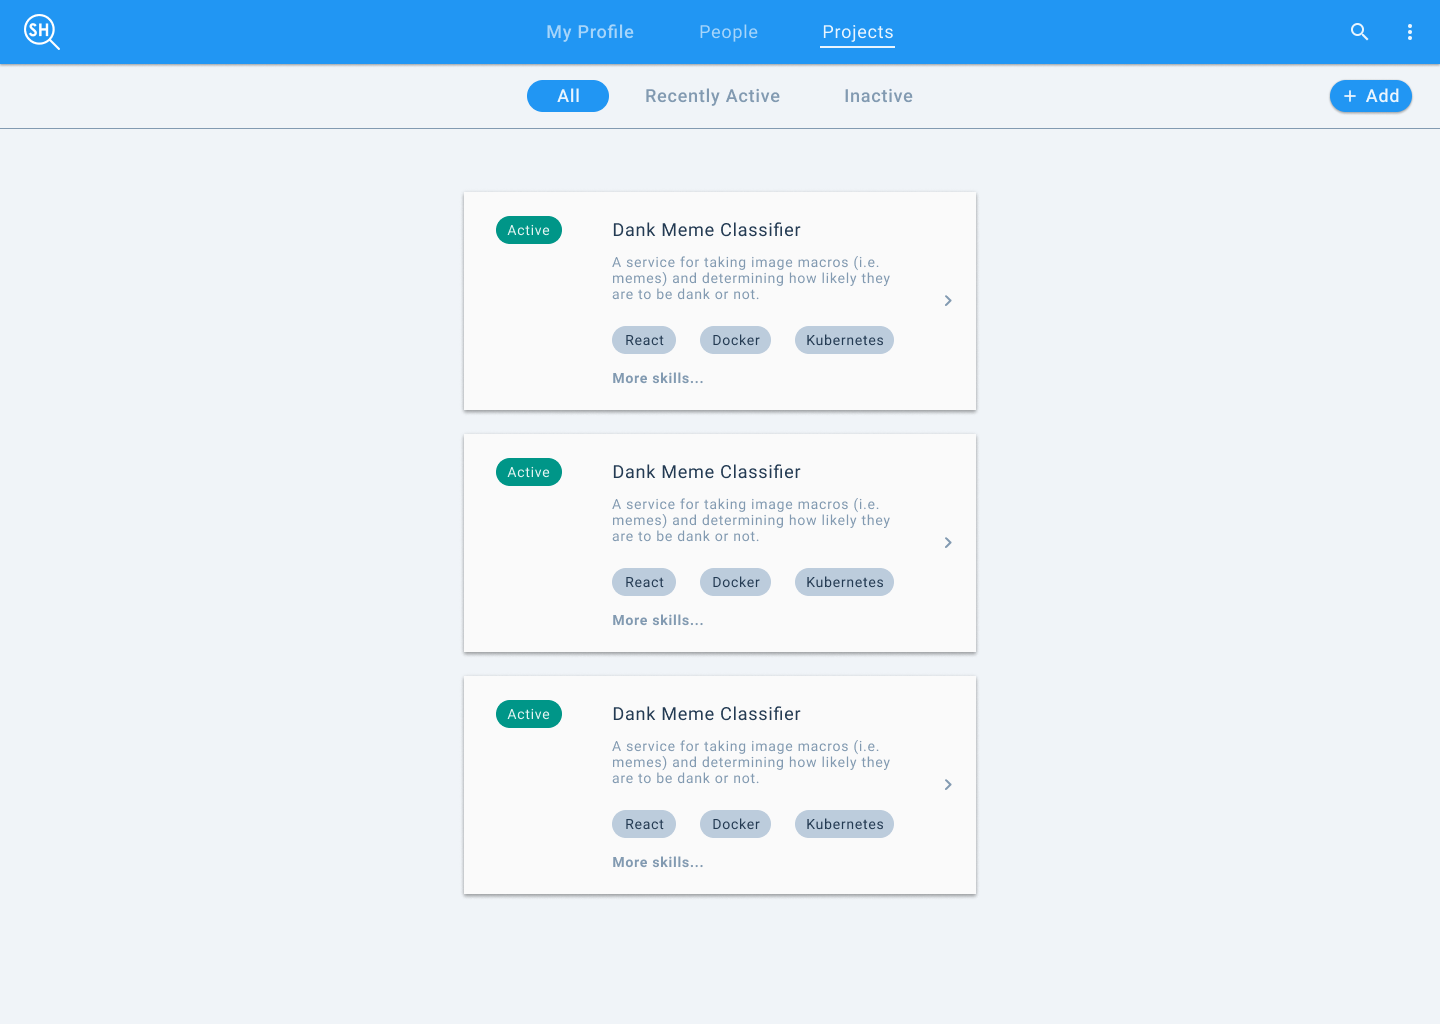 SH
My Profile People Projects
All Recently Active Inactive + Add
Active Dank Meme Classifier
A service for taking image macros (i.e.
memes) and determining how likely they
are to be dank or not.
React Docker Kubernetes
More skills...
Active Dank Meme Classifier
A service for taking image macros (i.e.
memes) and determining how likely they
are to be dank or not.
React Docker Kubernetes
More skills...
Active Dank Meme Classifier
A service for taking image macros (i.e.
memes) and determining how likely they
are to be dank or not.
React Docker Kubernetes
More skills...